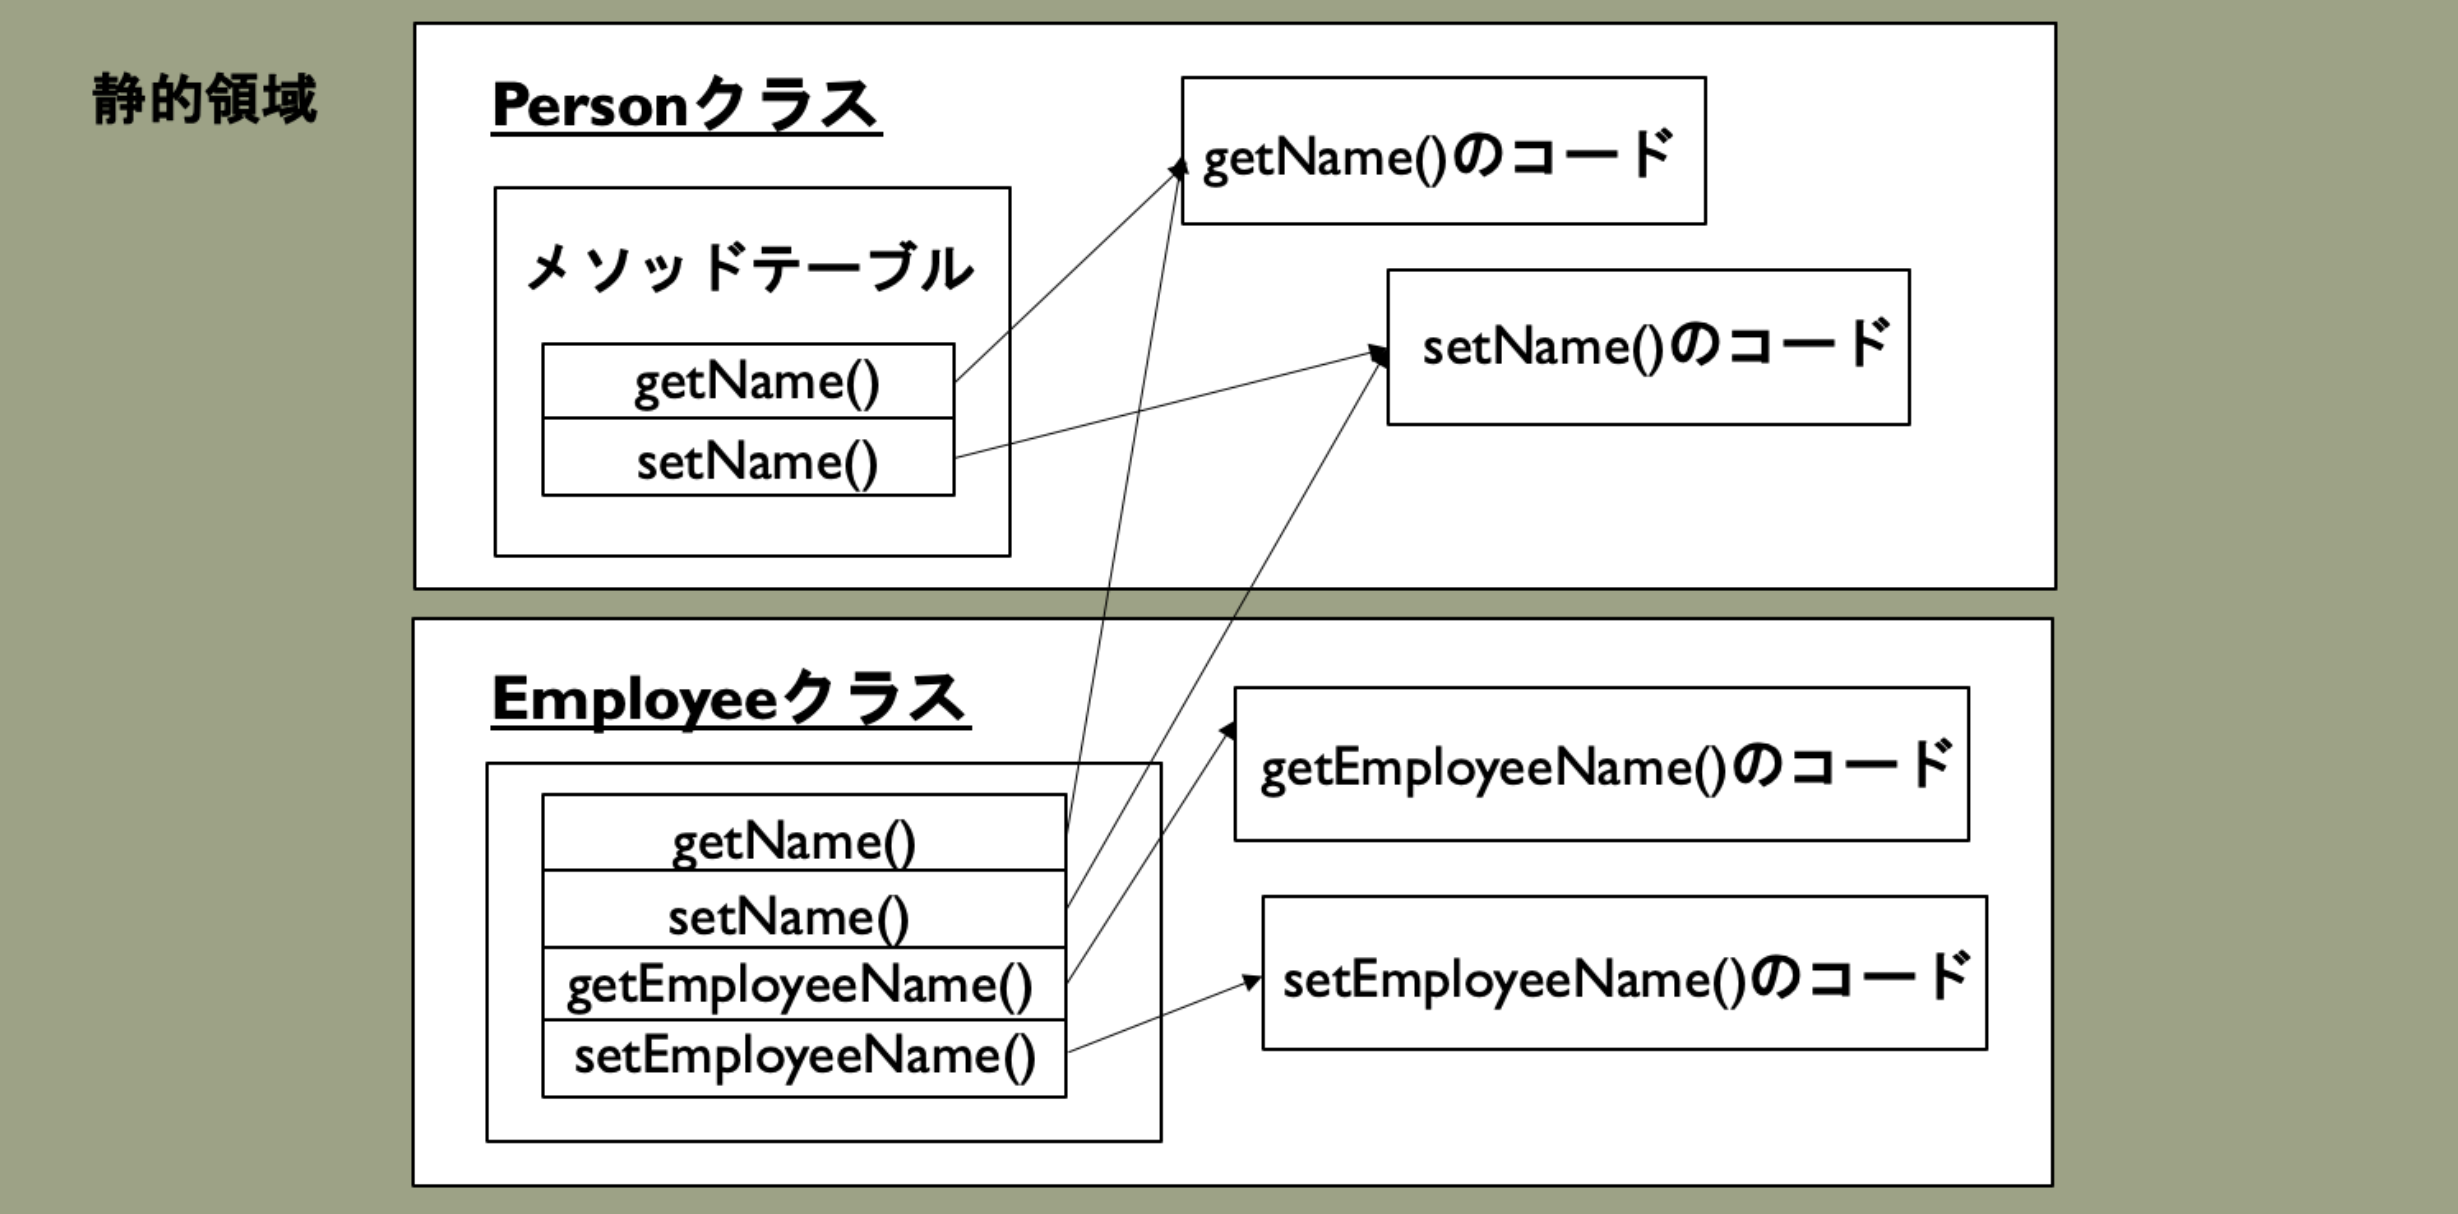 静的領域
Personクラス
getName()のコード
メソッドテーブル
setName()のコード
getName()
setName()
Employeeクラス
getEmployeeName()のコード
getName()
setName()
getEmployeeName()
setEmployeeName()のコード
setEmployeeName()